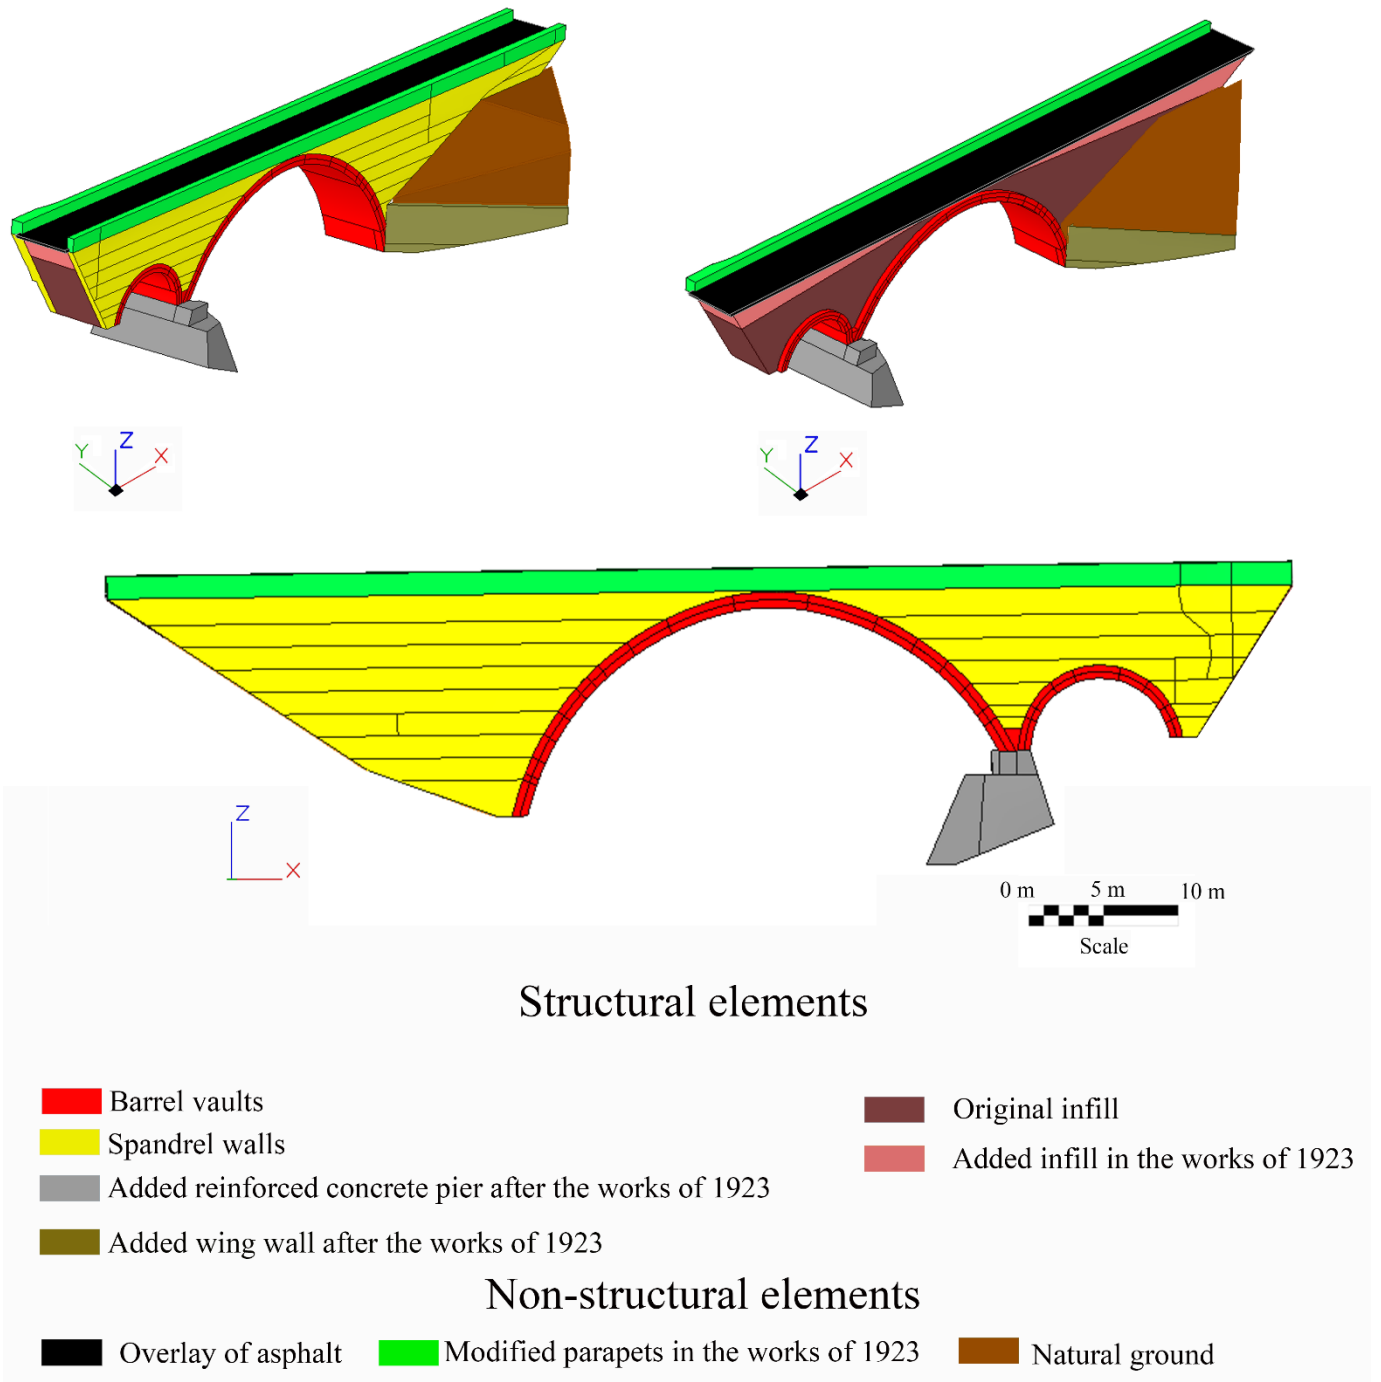 Z
Y
X
Z
Y
X
Z
X
0 m 5 m 10 m
Scale
Structural elements
Barrel vaults
Spandrel walls
Added reinforced concrete pier after the works of 1923
Added wing wall after the works of 1923
Original infill
Added infill in the works of 1923
Non-structural elements
Overlay of asphalt
Modified parapets in the works of 1923
Natural ground